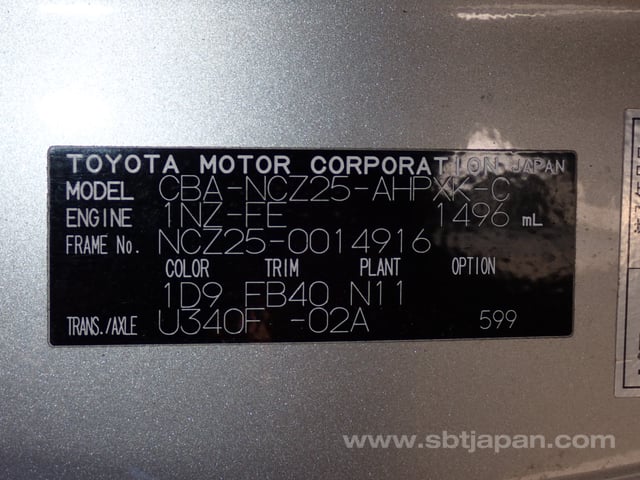 TOYOTA MOTOR CORPORATION JAPAN
MODEL CBA-NCZ25-AHPXK-C
ENGINE 1NZ-FE 1496 mL
FRAME No. NCZ25-0014916
COLOR TRIM PLANT OPTION
1D9 FB40 N11
TRANS./AXLE U340F -02A 599
www.sbtjapan.com